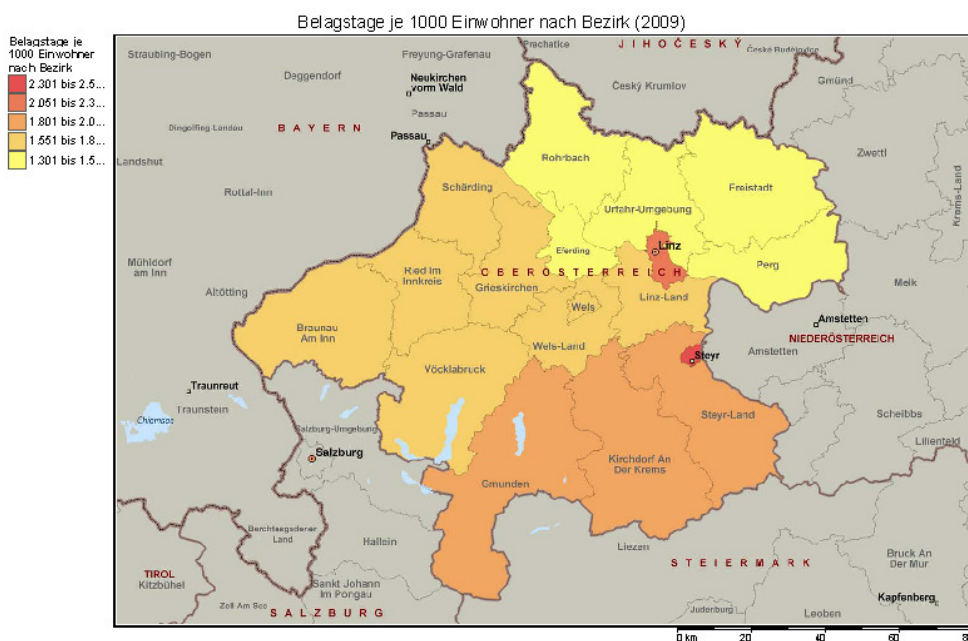 Belagstage je 1000 Einwohner nach Bezirk (2009)
Belagstage je
1000 Einwohner
nach Bezirk
2.301 bis 2.5...
2.051 bis 2.3...
1.801 bis 2.0...
1.551 bis 1.8...
1.301 bis 1.5...
Straubing-Bogen
Freyung-Grafenau
Prachatice
JIHOČESKÝ
České Budějovice
Deggendorf
Neukirchen
vorm Wald
Český Krumlov
Gmünd
Passau
Dingolfing-Landau
BAYERN
Passau
Landshut
Rohrbach
Zwettl
Krems-Land
Rottal-Inn
Schärding
Freistadt
Urfahr-Umgebung
Linz
Eferding
Mühldorf
am Inn
Ried Im
Innkreis
OBERÖSTERREICH
Perg
Grieskirchen
Melk
Altötting
Linz-Land
Wels
Amstetten
Braunau
Am Inn
NIEDERÖSTERREICH
Wels-Land
Amstetten
Steyr
Vöcklabruck
Traunreut
Traunstein
Chiemsee
Steyr-Land
Scheibbs
Salzburg-Umgebung
Lilienfeld
Salzburg
Kirchdorf An
Der Krems
Gmunden
Berchtesgadener
Land
Hallein
Liezen
STEIERMARK
Bruck An
Der Mur
TIROL
Kitzbühel
Sankt Johann
Im Pongau
Kapfenberg
Zell Am See
SALZBURG
Judenburg
Leoben
0 km
20
40
60